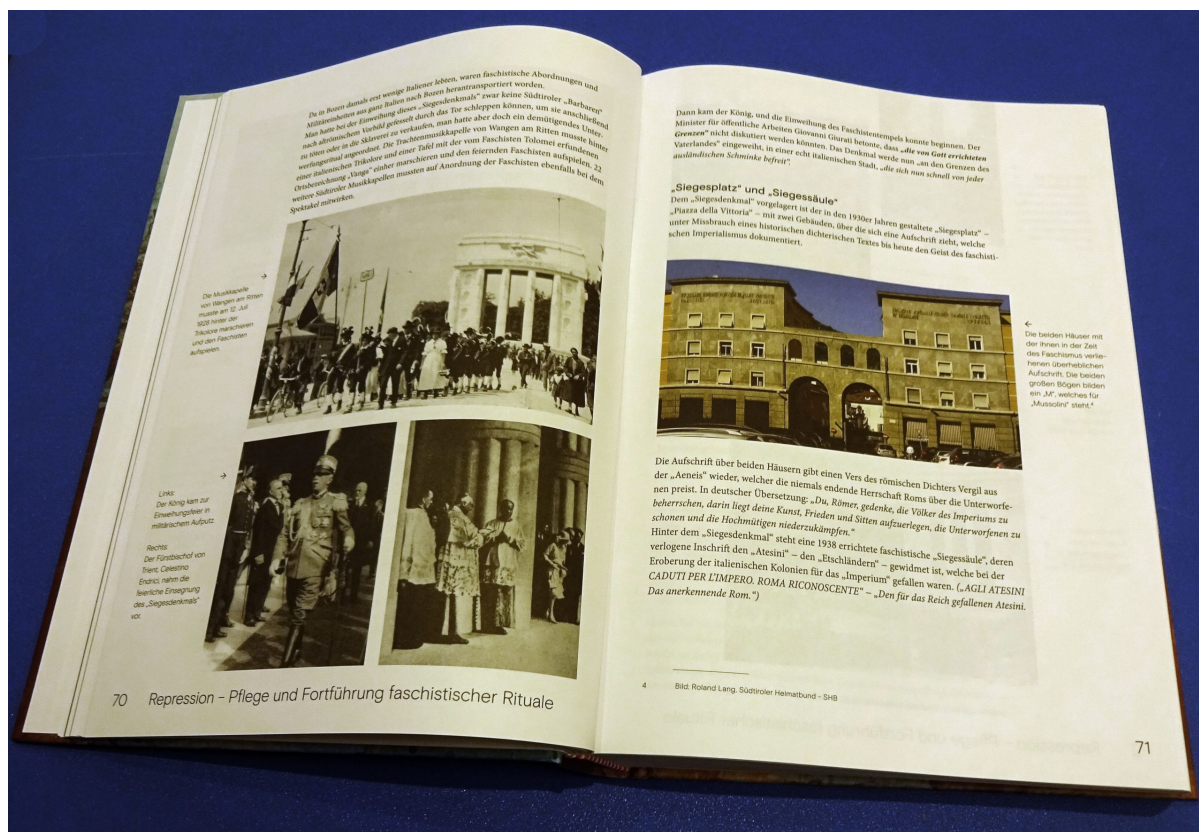 Da in Bozen damals erst wenige Italiener lebten, waren faschistische Abordnungen und
Militäreinheiten aus ganz Italien nach Bozen herantransportiert worden.
Man hatte bei der Einweihung dieses „Siegesdenkmals“ zwar keine Südtiroler „Barbaren“
nach altrömischem Vorbild gefesselt durch das Tor schleppen können, um sie anschließend
zu töten oder in die Sklaverei zu verkaufen, man hatte aber doch ein demütigendes Unter-
werfungsritual angeordnet. Die Trachtenmusikkapelle von Wangen am Ritten musste hinter
einer italienischen Trikolore und einer Tafel mit der vom Faschisten Tolomei erfundenen
Ortsbezeichnung „Vanga“ einher marschieren und den feiernden Faschisten aufspielen. 22
weitere Südtiroler Musikkapellen mussten auf Anordnung der Faschisten ebenfalls bei dem
Spektakel mitwirken.
→
Die Musikkapelle
von Wangen am Ritten
musste am 12. Juli
1928 hinter der
Trikolore marschieren
und den Faschisten
aufspielen.
→
Links:
Der König kam zur
Einweihungsfeier in
militärischem Aufputz.
Rechts:
Der Fürstbischof von
Trient, Celestino
Endrici, nahm die
feierliche Einsegnung
des „Siegesdenkmals“
vor.
70 Repression – Pflege und Fortführung faschistischer Rituale
Dann kam der König, und die Einweihung des Faschistentempels konnte beginnen. Der
Minister für öffentliche Arbeiten Giovanni Giurati betonte, dass „die von Gott errichteten
Grenzen“ nicht diskutiert werden könnten. Das Denkmal werde nun „an den Grenzen des
Vaterlandes“ eingeweiht, in einer echt italienischen Stadt, „die sich nun schnell von jeder
ausländischen Schminke befreit“.
„Siegesplatz“ und „Siegessäule“
Dem „Siegesdenkmal“ vorgelagert ist der in den 1930er Jahren gestaltete „Siegesplatz“ –
„Piazza della Vittoria“ – mit zwei Gebäuden, über die sich eine Aufschrift zieht, welche
unter Missbrauch eines historischen dichterischen Textes bis heute den Geist des faschisti-
schen Imperialismus dokumentiert.
←
Die beiden Häuser mit
der ihnen in der Zeit
des Faschismus verlie-
henen überheblichen
Aufschrift. Die beiden
großen Bögen bilden
ein „M“, welches für
„Mussolini“ steht.⁴
Die Aufschrift über beiden Häusern gibt einen Vers des römischen Dichters Vergil aus
der „Aeneis“ wieder, welcher die niemals endende Herrschaft Roms über die Unterworfe-
nen preist. In deutscher Übersetzung: „Du, Römer, gedenke, die Völker des Imperiums zu
beherrschen, darin liegt deine Kunst, Frieden und Sitten aufzuerlegen, die Unterworfenen zu
schonen und die Hochmütigen niederzukämpfen.“
Hinter dem „Siegesdenkmal“ steht eine 1938 errichtete faschistische „Siegessäule“, deren
verlogene Inschrift den „Atesini“ – den „Etschländern“ – gewidmet ist, welche bei der
Eroberung der italienischen Kolonien für das „Imperium“ gefallen waren. („AGLI ATESINI
CADUTI PER L'IMPERO. ROMA RICONOSCENTE“ – „Den für das Reich gefallenen Atesini.
Das anerkennende Rom.“)
4 Bild: Roland Lang. Südtiroler Heimatbund - SHB
71